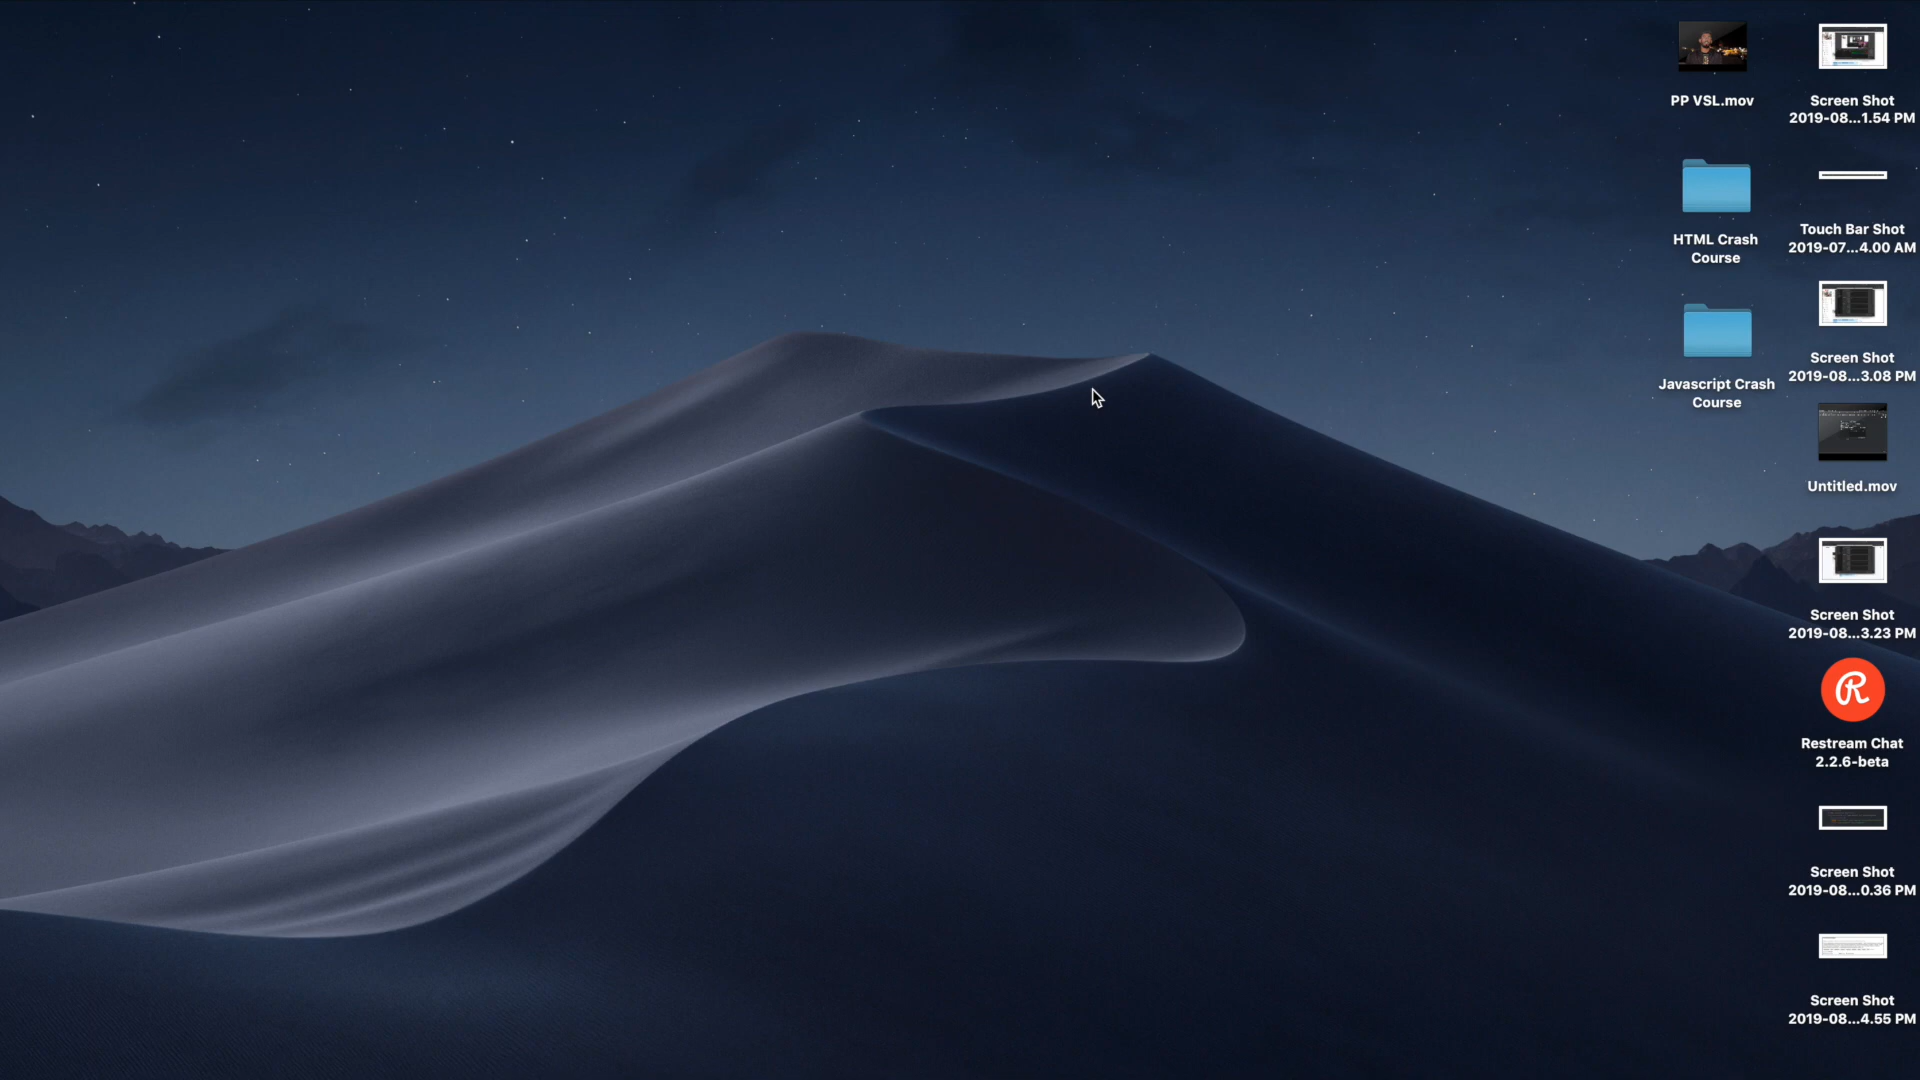 PP VSL.mov
HTML Crash
Course
Javascript Crash
Course
Screen Shot
2019-08...1.54 PM
Touch Bar Shot
2019-07...4.00 AM
Screen Shot
2019-08...3.08 PM
Untitled.mov
Screen Shot
2019-08...3.23 PM
R
Restream Chat
2.2.6-beta
Screen Shot
2019-08...0.36 PM
Screen Shot
2019-08...4.55 PM